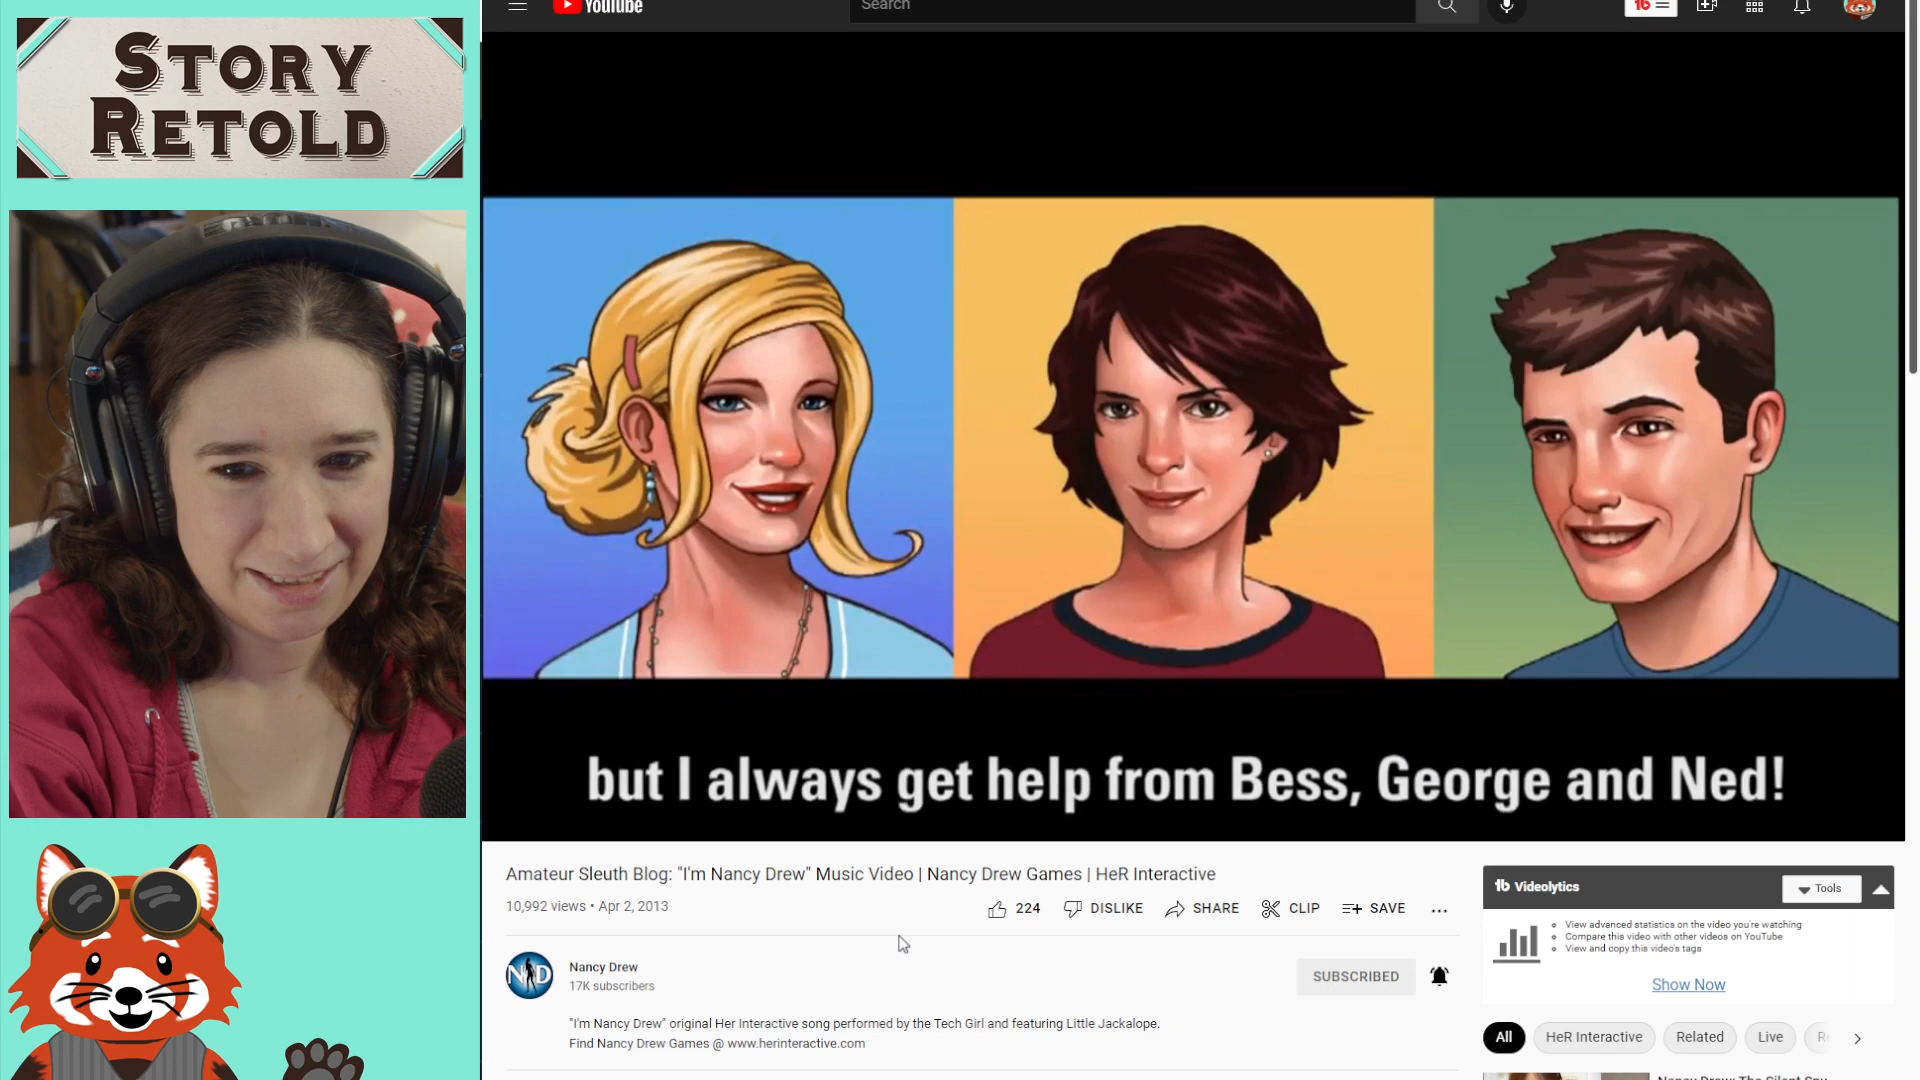 STORY
RETOLD
YouTube
Search
but I always get help from Bess, George and Ned!
Amateur Sleuth Blog: "I'm Nancy Drew" Music Video | Nancy Drew Games | HeR Interactive
10,992 views • Apr 2, 2013
224
DISLIKE
SHARE
CLIP
SAVE
ND
Nancy Drew
17K subscribers
SUBSCRIBED
"I'm Nancy Drew" original Her Interactive song performed by the Tech Girl and featuring Little Jackalope.
Find Nancy Drew Games @ www.herinteractive.com
Videolytics
Tools
View advanced statistics on the video you're watching
Compare this video with other videos on YouTube
View and copy this video's tags
Show Now
All
HeR Interactive
Related
Live